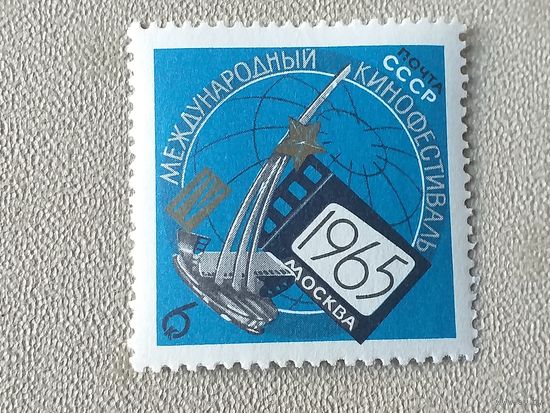 ПОЧТА
СССР
МЕЖДУНАРОДНЫЙ КИНОФЕСТИВАЛЬ
1965
МОСКВА
6